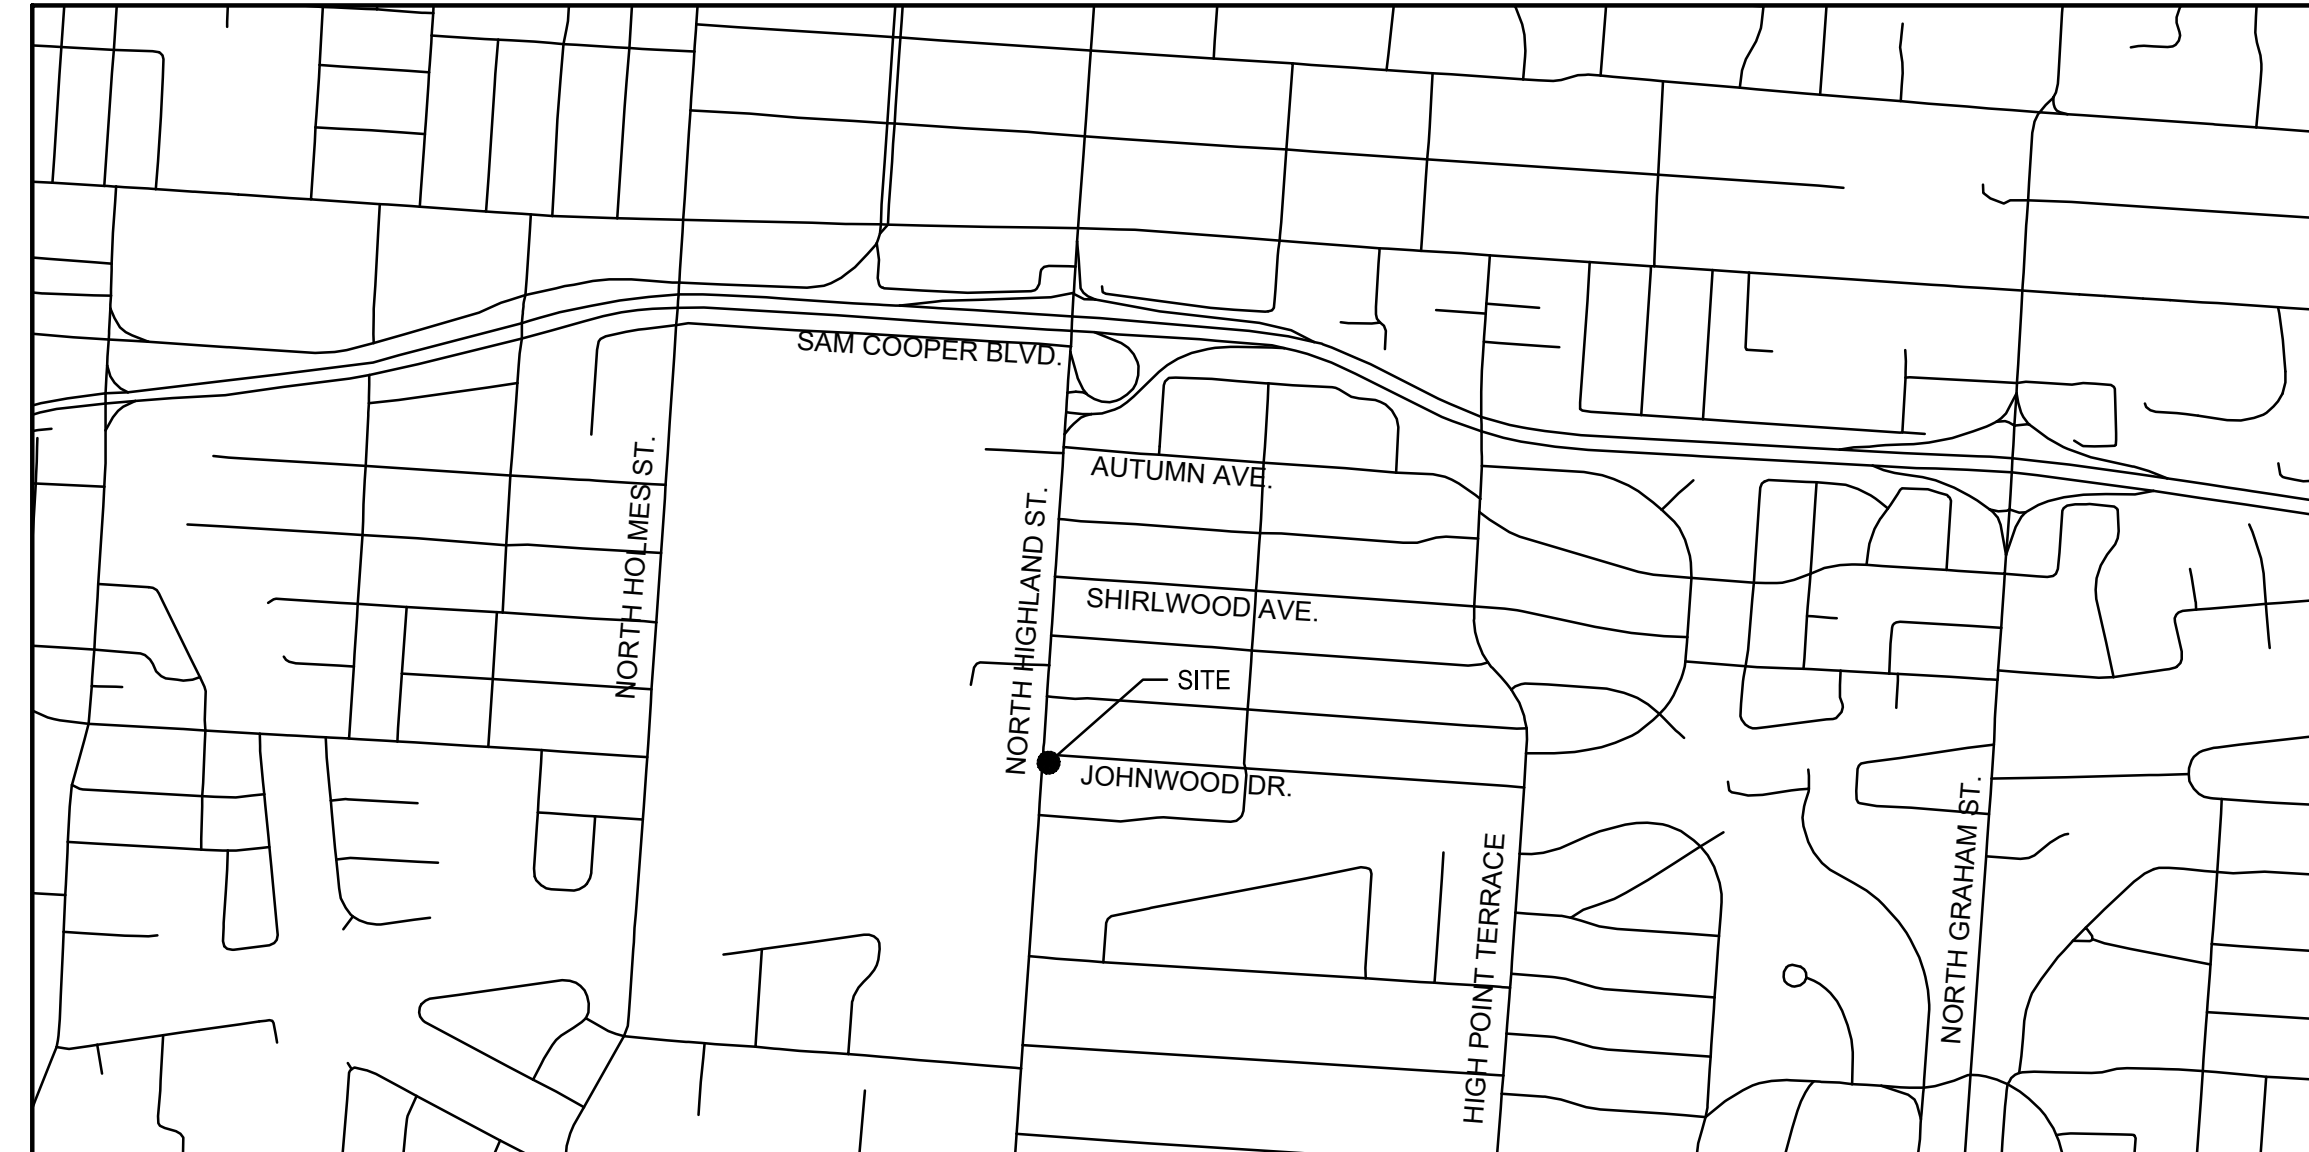 SAM COOPER BLVD.
AUTUMN AVE.
NORTH HOLMES ST.
NORTH HIGHLAND ST.
SHIRLWOOD AVE.
SITE
JOHNWOOD DR.
HIGH POINT TERRACE
NORTH GRAHAM ST.